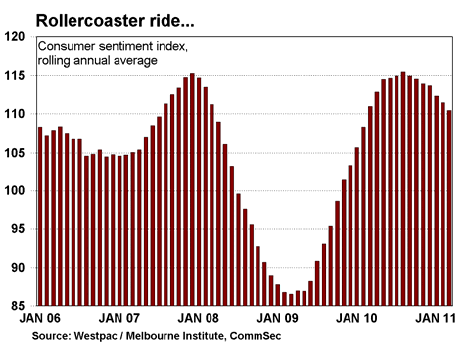 Rollercoaster ride...
120
Consumer sentiment index,
rolling annual average
115
110
105
100
95
90
85
JAN 06 JAN 07 JAN 08 JAN 09 JAN 10 JAN 11
Source: Westpac / Melbourne Institute, CommSec